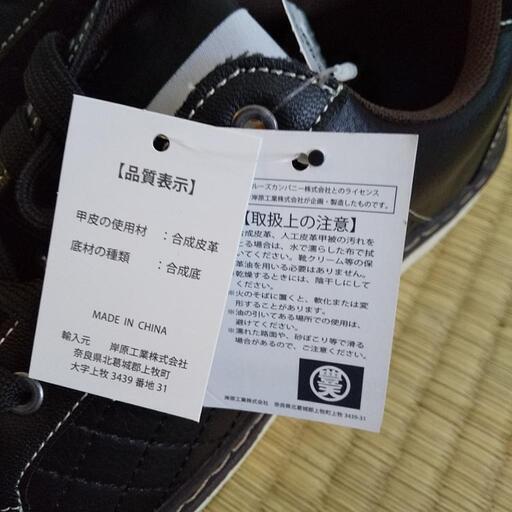 【品質表示】
甲皮の使用材 ：合成皮革
底材の種類 ：合成底
MADE IN CHINA
輸入元 岸原工業株式会社
奈良県北葛城郡上牧町
大字上牧 3439 番地 31
ルーズカンパニー株式会社とのライセンス
岸原工業株式会社が企画・製造したものです。
【取扱上の注意】
合成皮革、人工皮革甲被の汚れを
とる場合は、水で濡らした布で拭
いてください。靴クリーム等の保
革油を用いる必要はありません。
乾燥するときには、陰干しにして
ください。
※火のそばに置くと、軟化または変
形することがあります。
※油の引いてある場所での使用は、
避けてください。
※濡れた路面や、砂ぼこり等で滑る
場合があるので、ご注意ください。
岸原工業株式会社 奈良県北葛城郡上牧町上牧 3439-31